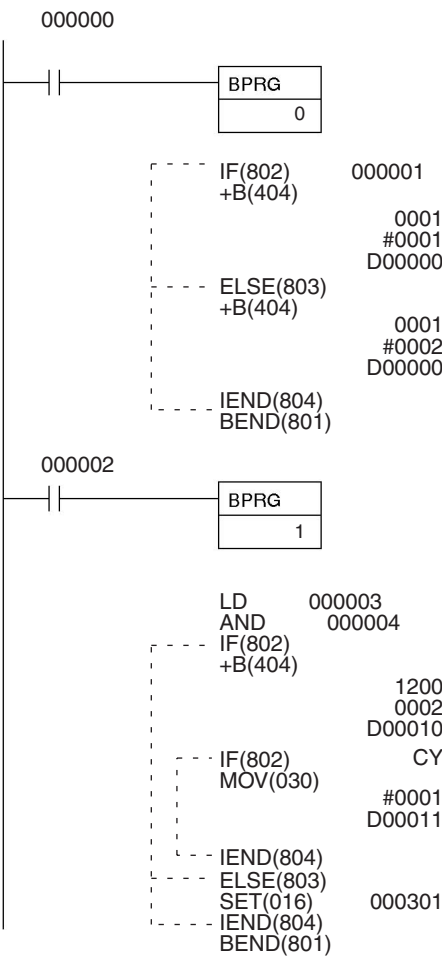 000000
BPRG
0
IF(802) 000001
+B(404)
0001
#0001
D00000
ELSE(803)
+B(404)
0001
#0002
D00000
IEND(804)
BEND(801)
000002
BPRG
1
LD 000003
AND 000004
IF(802)
+B(404)
1200
0002
D00010
IF(802) CY
MOV(030)
#0001
D00011
IEND(804)
ELSE(803)
SET(016) 000301
IEND(804)
BEND(801)